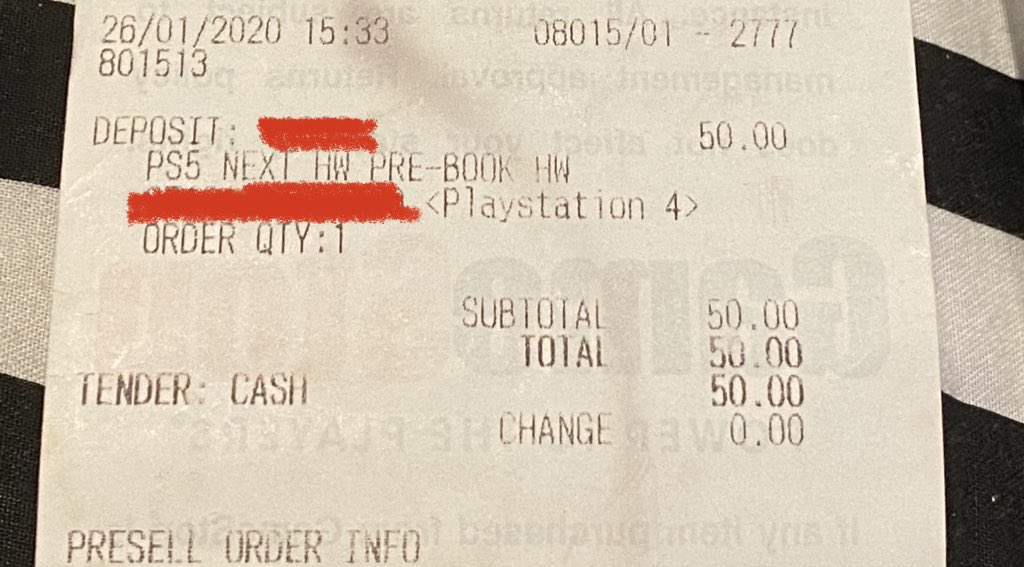 26/01/2020 15:33 08015/01 - 2777
801513
DEPOSIT: 50.00
PS5 NEXT HW PRE-BOOK HW
<Playstation 4>
ORDER QTY:1
SUBTOTAL 50.00
TOTAL 50.00
TENDER: CASH 50.00
CHANGE 0.00
PRESELL ORDER INFO